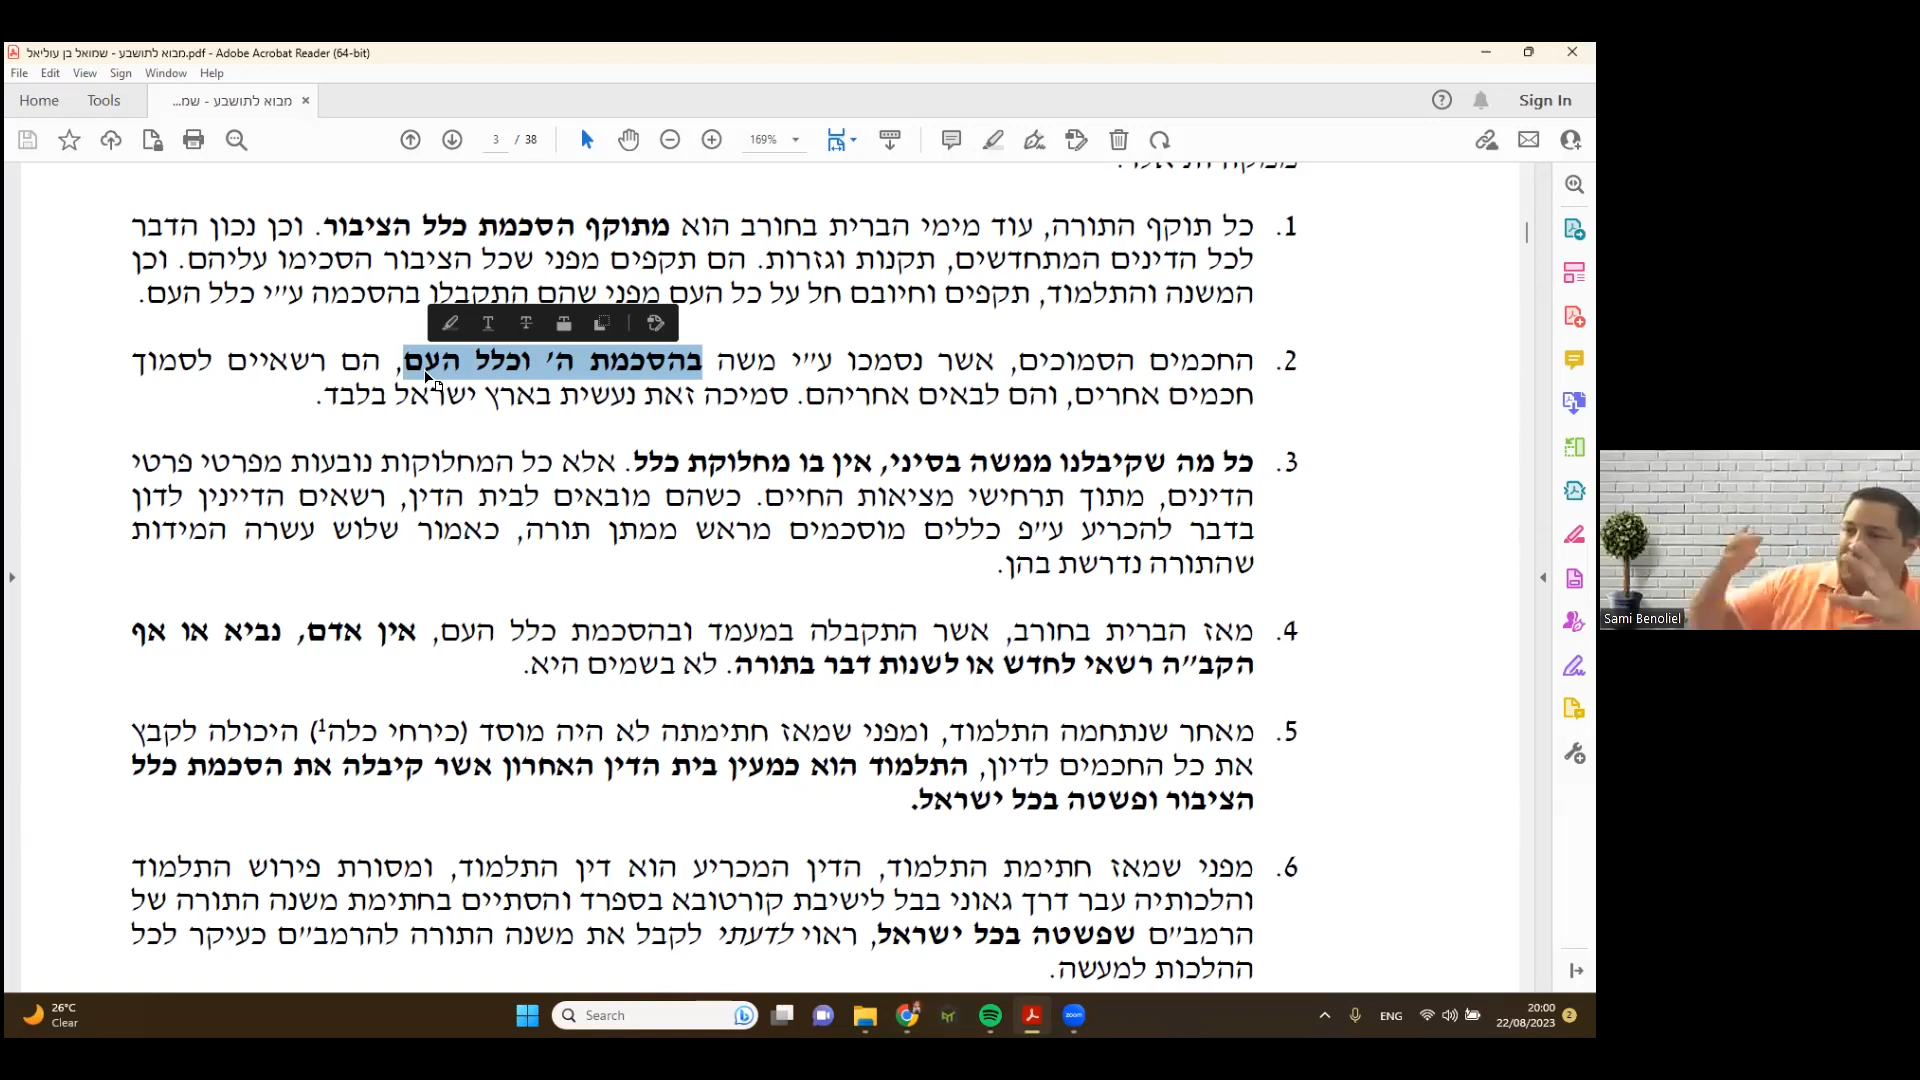 מבוא לתושבע - שמואל בן עוליאל.pdf - Adobe Acrobat Reader (64-bit)
File Edit View Sign Window Help
Home Tools מבוא לתושבע - שמ... × Sign In
3 / 38 169%
1. כל תוקף התורה, עוד מימי הברית בחורב הוא מתוקף הסכמת כלל הציבור. וכן נכון הדבר
לכל הדינים המתחדשים, תקנות וגזרות. הם תקפים מפני שכל הציבור הסכימו עליהם. וכן
המשנה והתלמוד, תקפים וחיובם חל על כל העם מפני שהם התקבלו בהסכמה ע״י כלל העם.
2. החכמים הסמוכים, אשר נסמכו ע״י משה בהסכמת ה׳ וכלל העם, הם רשאיים לסמוך
חכמים אחרים, והם לבאים אחריהם. סמיכה זאת נעשית בארץ ישראל בלבד.
3. כל מה שקיבלנו ממשה בסיני, אין בו מחלוקת כלל. אלא כל המחלוקות נובעות מפרטי פרטי
הדינים, מתוך תרחישי מציאות החיים. כשהם מובאים לבית הדין, רשאים הדיינין לדון
בדבר להכריע ע״פ כללים מוסכמים מראש ממתן תורה, כאמור שלוש עשרה המידות
שהתורה נדרשת בהן.
4. מאז הברית בחורב, אשר התקבלה במעמד ובהסכמת כלל העם, אין אדם, נביא או אף
הקב״ה רשאי לחדש או לשנות דבר בתורה. לא בשמים היא.
5. מאחר שנתחמה התלמוד, ומפני שמאז חתימתה לא היה מוסד (כירחי כלה1) היכולה לקבץ
את כל החכמים לדיון, התלמוד הוא כמעין בית הדין האחרון אשר קיבלה את הסכמת כלל
הציבור ופשטה בכל ישראל.
6. מפני שמאז חתימת התלמוד, הדין המכריע הוא דין התלמוד, ומסורת פירוש התלמוד
והלכותיה עבר דרך גאוני בבל לישיבת קורטובא בספרד והסתיים בחתימת משנה התורה של
הרמב״ם שפשטה בכל ישראל, ראוי לדעתי לקבל את משנה התורה להרמב״ם כעיקר לכל
ההלכות למעשה.
Sami Benoliel
26°C
Clear
Search
zoom
ENG
20:00
22/08/2023
2